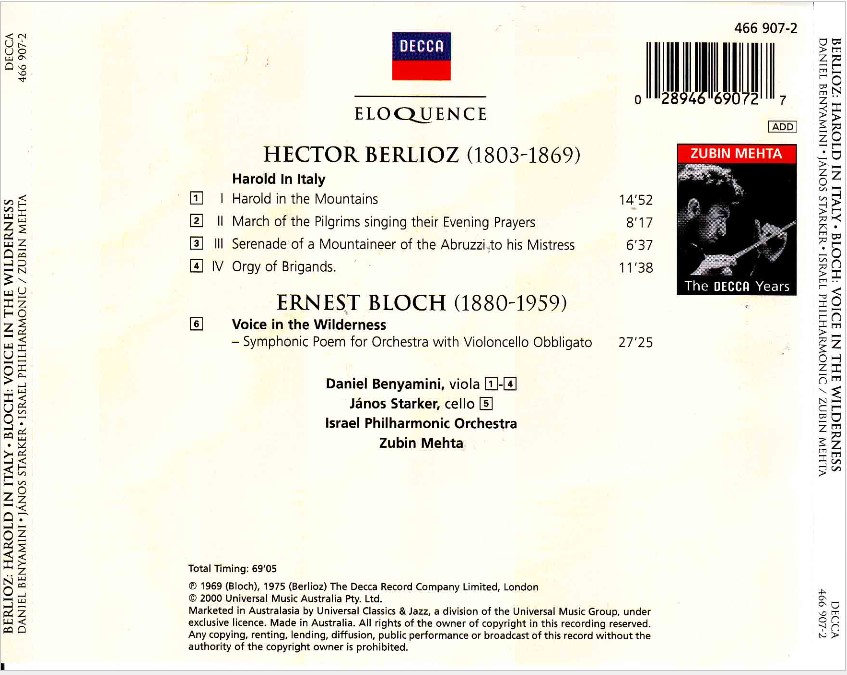 BERLIOZ: HAROLD IN ITALY • BLOCH: VOICE IN THE WILDERNESS
DANIEL BENYAMINI • JÁNOS STARKER • ISRAEL PHILHARMONIC / ZUBIN MEHTA
DECCA
466 907-2
DECCA
ELOQUENCE
466 907-2
0 28946 69072 7
ADD
ZUBIN MEHTA
The DECCA Years
HECTOR BERLIOZ (1803-1869)
Harold In Italy
1 I Harold in the Mountains 14'52
2 II March of the Pilgrims singing their Evening Prayers 8'17
3 III Serenade of a Mountaineer of the Abruzzi to his Mistress 6'37
4 IV Orgy of Brigands. 11'38
ERNEST BLOCH (1880-1959)
6 Voice in the Wilderness
– Symphonic Poem for Orchestra with Violoncello Obbligato 27'25
Daniel Benyamini, viola 1-4
János Starker, cello 5
Israel Philharmonic Orchestra
Zubin Mehta
Total Timing: 69'05
℗ 1969 (Bloch), 1975 (Berlioz) The Decca Record Company Limited, London
© 2000 Universal Music Australia Pty. Ltd.
Marketed in Australasia by Universal Classics & Jazz, a division of the Universal Music Group, under
exclusive licence. Made in Australia. All rights of the owner of copyright in this recording reserved.
Any copying, renting, lending, diffusion, public performance or broadcast of this record without the
authority of the copyright owner is prohibited.
BERLIOZ: HAROLD IN ITALY • BLOCH: VOICE IN THE WILDERNESS
DANIEL BENYAMINI • JÁNOS STARKER • ISRAEL PHILHARMONIC / ZUBIN MEHTA
DECCA
466 907-2